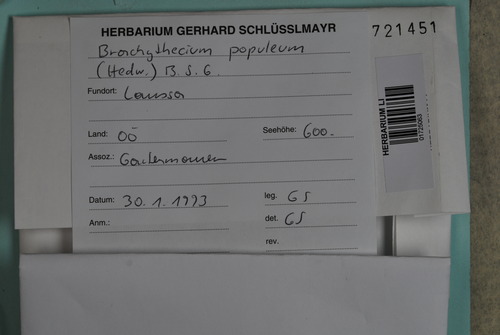 HERBARIUM GERHARD SCHLÜSSLMAYR
721451
Brachythecium populeum
(Hedw.) B.S.G.
Fundort: Laussa
Land: OÖ
Seehöhe: 600.-
Assoz.: Gartenmauer
Datum: 30.1.1993
leg. GS
Anm.:
det. GS
rev.
HERBARIUM LI